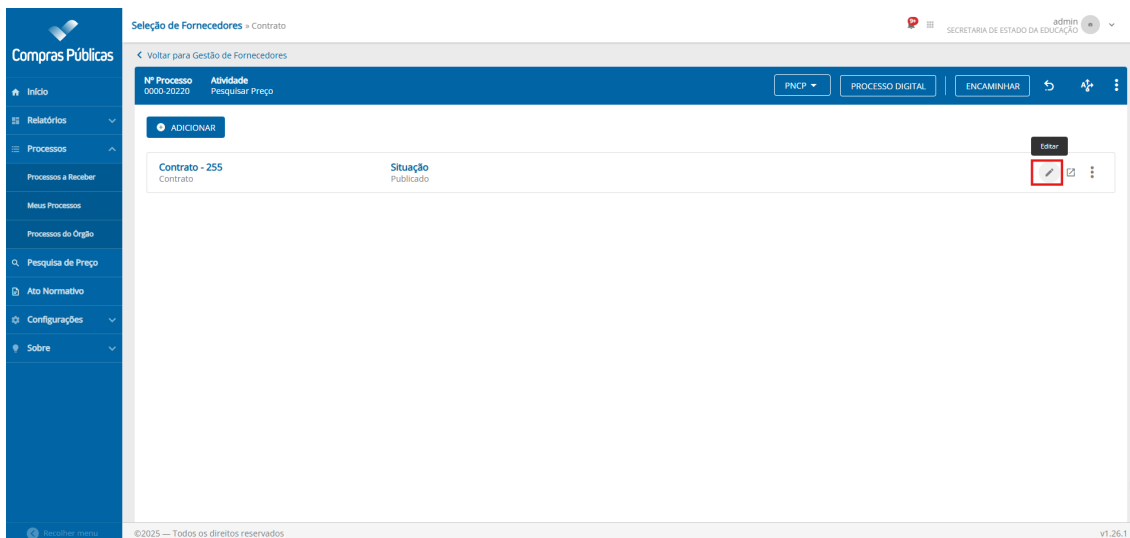 Compras Públicas
Início
Relatórios
Processos
Processos a Receber
Meus Processos
Processos do Órgão
Pesquisa de Preço
Ato Normativo
Configurações
Sobre
Recolher menu
Seleção de Fornecedores » Contrato
9+
admin
SECRETARIA DE ESTADO DA EDUCAÇÃO
a
Voltar para Gestão de Fornecedores
Nº Processo Atividade
0000-20220 Pesquisar Preço
PNCP
PROCESSO DIGITAL
ENCAMINHAR
ADICIONAR
Editar
Contrato - 255 Situação
Contrato Publicado
©2025 — Todos os direitos reservados
v1.26.1